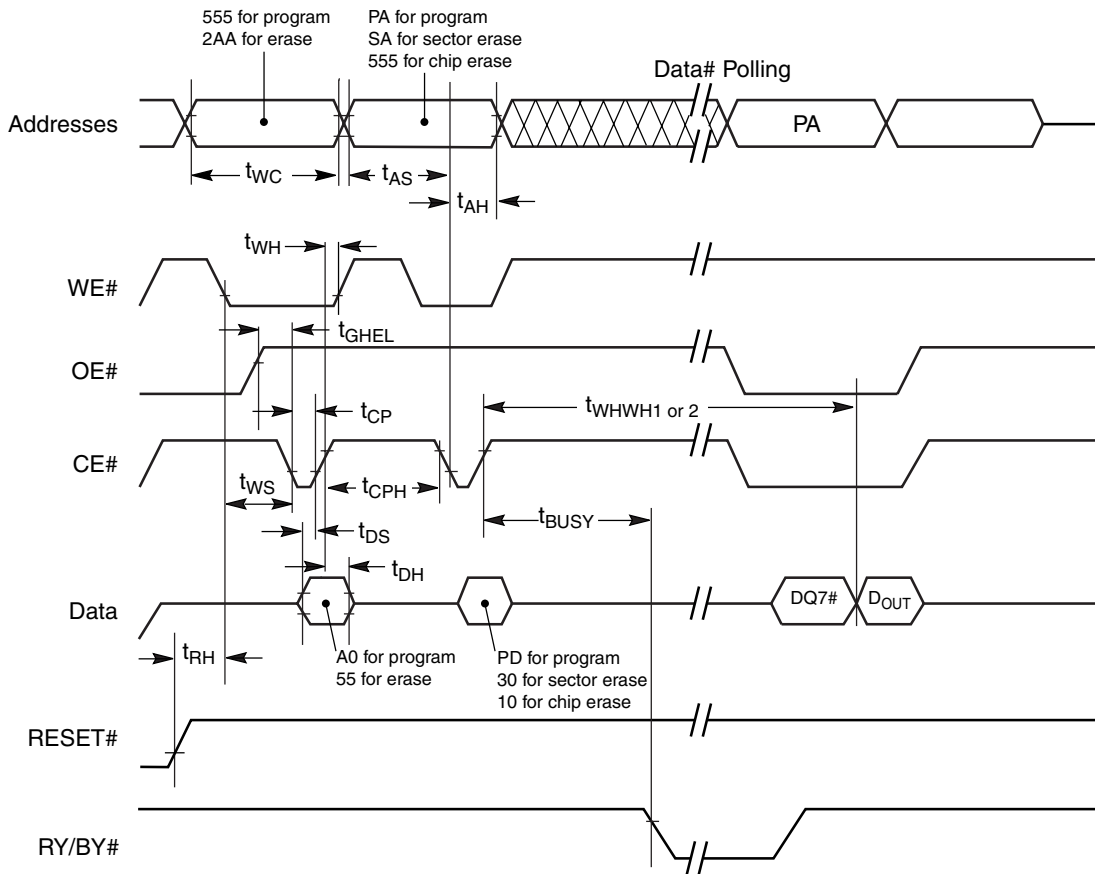 555 for program
2AA for erase
PA for program
SA for sector erase
555 for chip erase
Data# Polling
Addresses
PA
tWC
tAS
tAH
tWH
WE#
tGHEL
OE#
tCP
tWHWH1 or 2
CE#
tWS
tCPH
tBUSY
tDS
tDH
Data
DQ7#
DOUT
tRH
A0 for program
55 for erase
PD for program
30 for sector erase
10 for chip erase
RESET#
RY/BY#